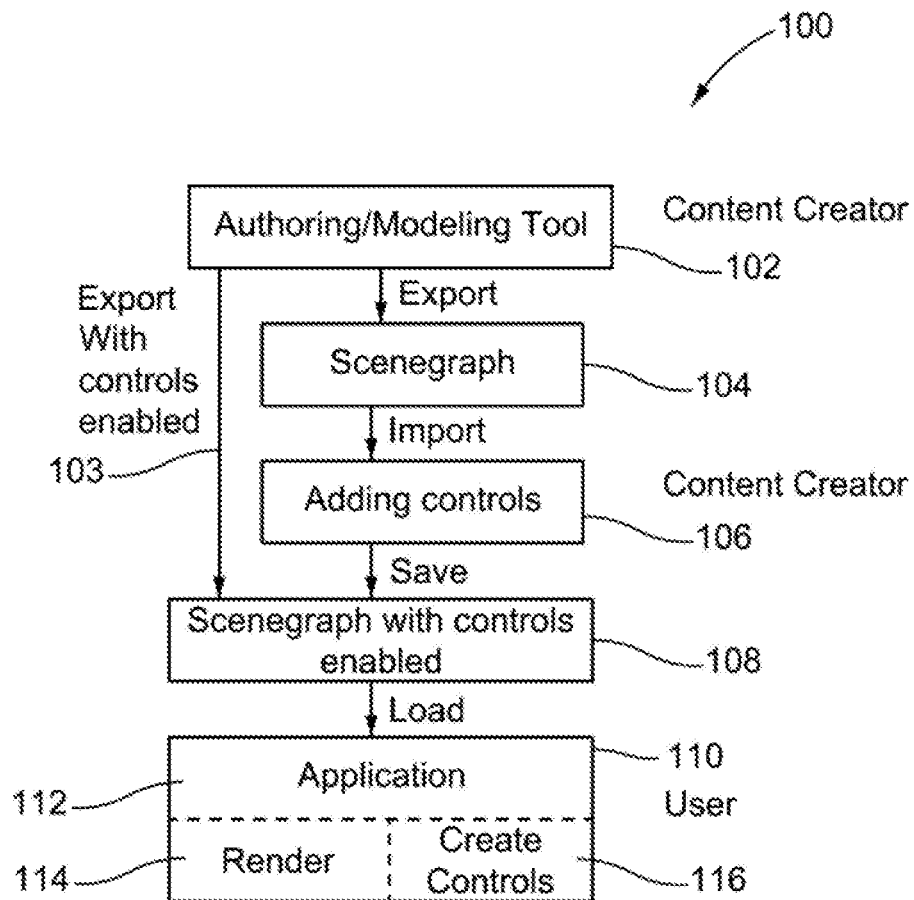 100
Authoring/Modeling Tool
Content Creator
102
Export
With
controls
enabled
103
Export
Scenegraph
104
Import
Adding controls
Content Creator
106
Save
Scenegraph with controls
enabled
108
Load
Application
110
User
112
Render
114
Create
Controls
116